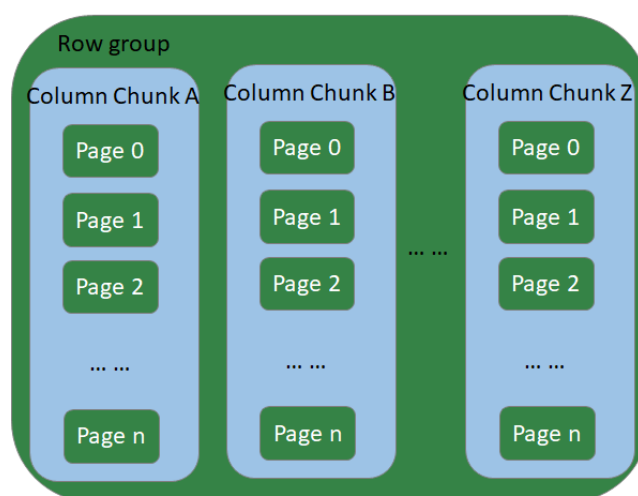 Row group
Column Chunk A
Page 0
Page 1
Page 2
... ...
Page n
Column Chunk B
Page 0
Page 1
Page 2
... ...
Page n
... ...
Column Chunk Z
Page 0
Page 1
Page 2
... ...
Page n